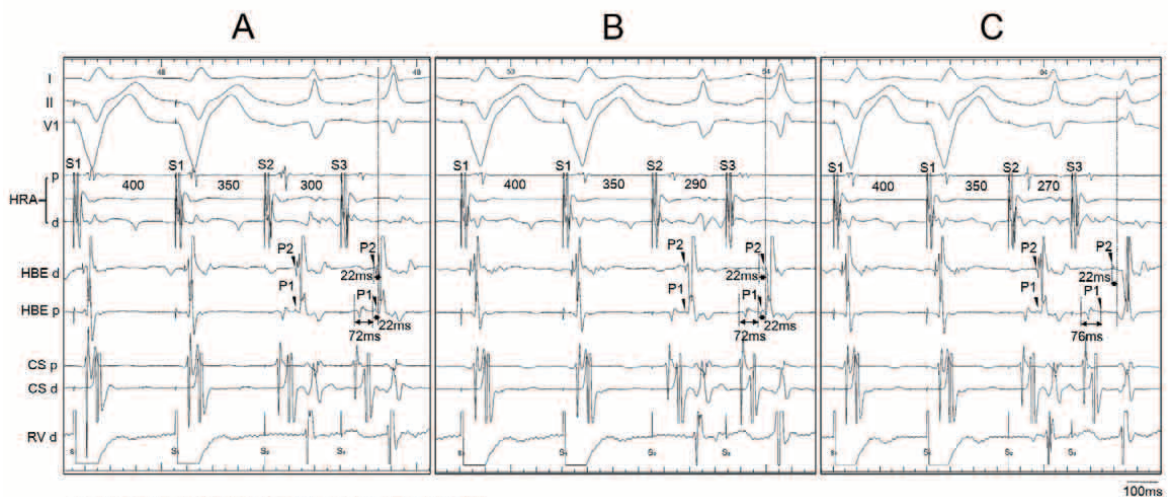 A B C
48 49 53 54 64
I
II
V1
S1 S1 S2 S3 S1 S1 S2 S3 S1 S1 S2 S3
p
400 350 300 400 350 290 400 350 270
HRA
d
P2 P2 P2 P2 P2 P2
HBE d
22ms 22ms 22ms
P1 P1 P1 P1 P1 P1
HBE p
22ms 22ms
72ms 72ms 76ms
CS p
CS d
RV d
100ms